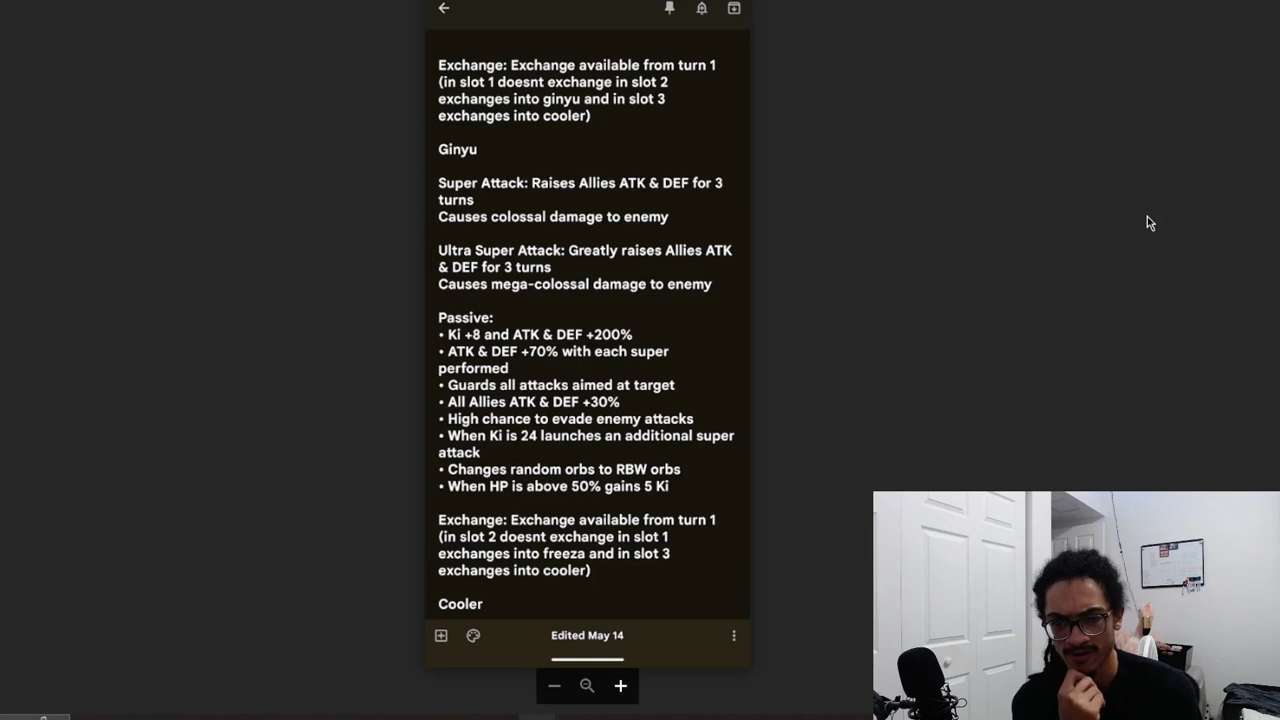 Exchange: Exchange available from turn 1
(in slot 1 doesnt exchange in slot 2
exchanges into ginyu and in slot 3
exchanges into cooler)
Ginyu
Super Attack: Raises Allies ATK & DEF for 3
turns
Causes colossal damage to enemy
Ultra Super Attack: Greatly raises Allies ATK
& DEF for 3 turns
Causes mega-colossal damage to enemy
Passive:
• Ki +8 and ATK & DEF +200%
• ATK & DEF +70% with each super
performed
• Guards all attacks aimed at target
• All Allies ATK & DEF +30%
• High chance to evade enemy attacks
• When Ki is 24 launches an additional super
attack
• Changes random orbs to RBW orbs
• When HP is above 50% gains 5 Ki
Exchange: Exchange available from turn 1
(in slot 2 doesnt exchange in slot 1
exchanges into freeza and in slot 3
exchanges into cooler)
Cooler
Edited May 14